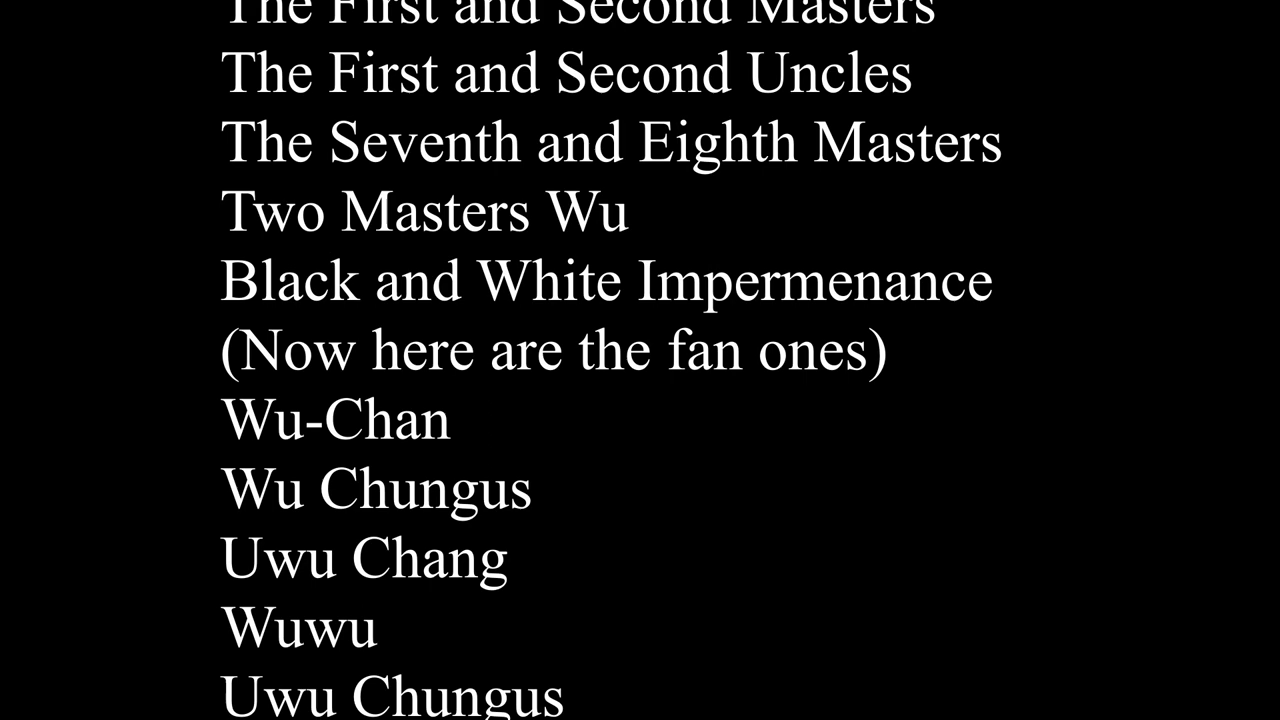 The First and Second Masters
The First and Second Uncles
The Seventh and Eighth Masters
Two Masters Wu
Black and White Impermenance
(Now here are the fan ones)
Wu-Chan
Wu Chungus
Uwu Chang
Wuwu
Uwu Chungus